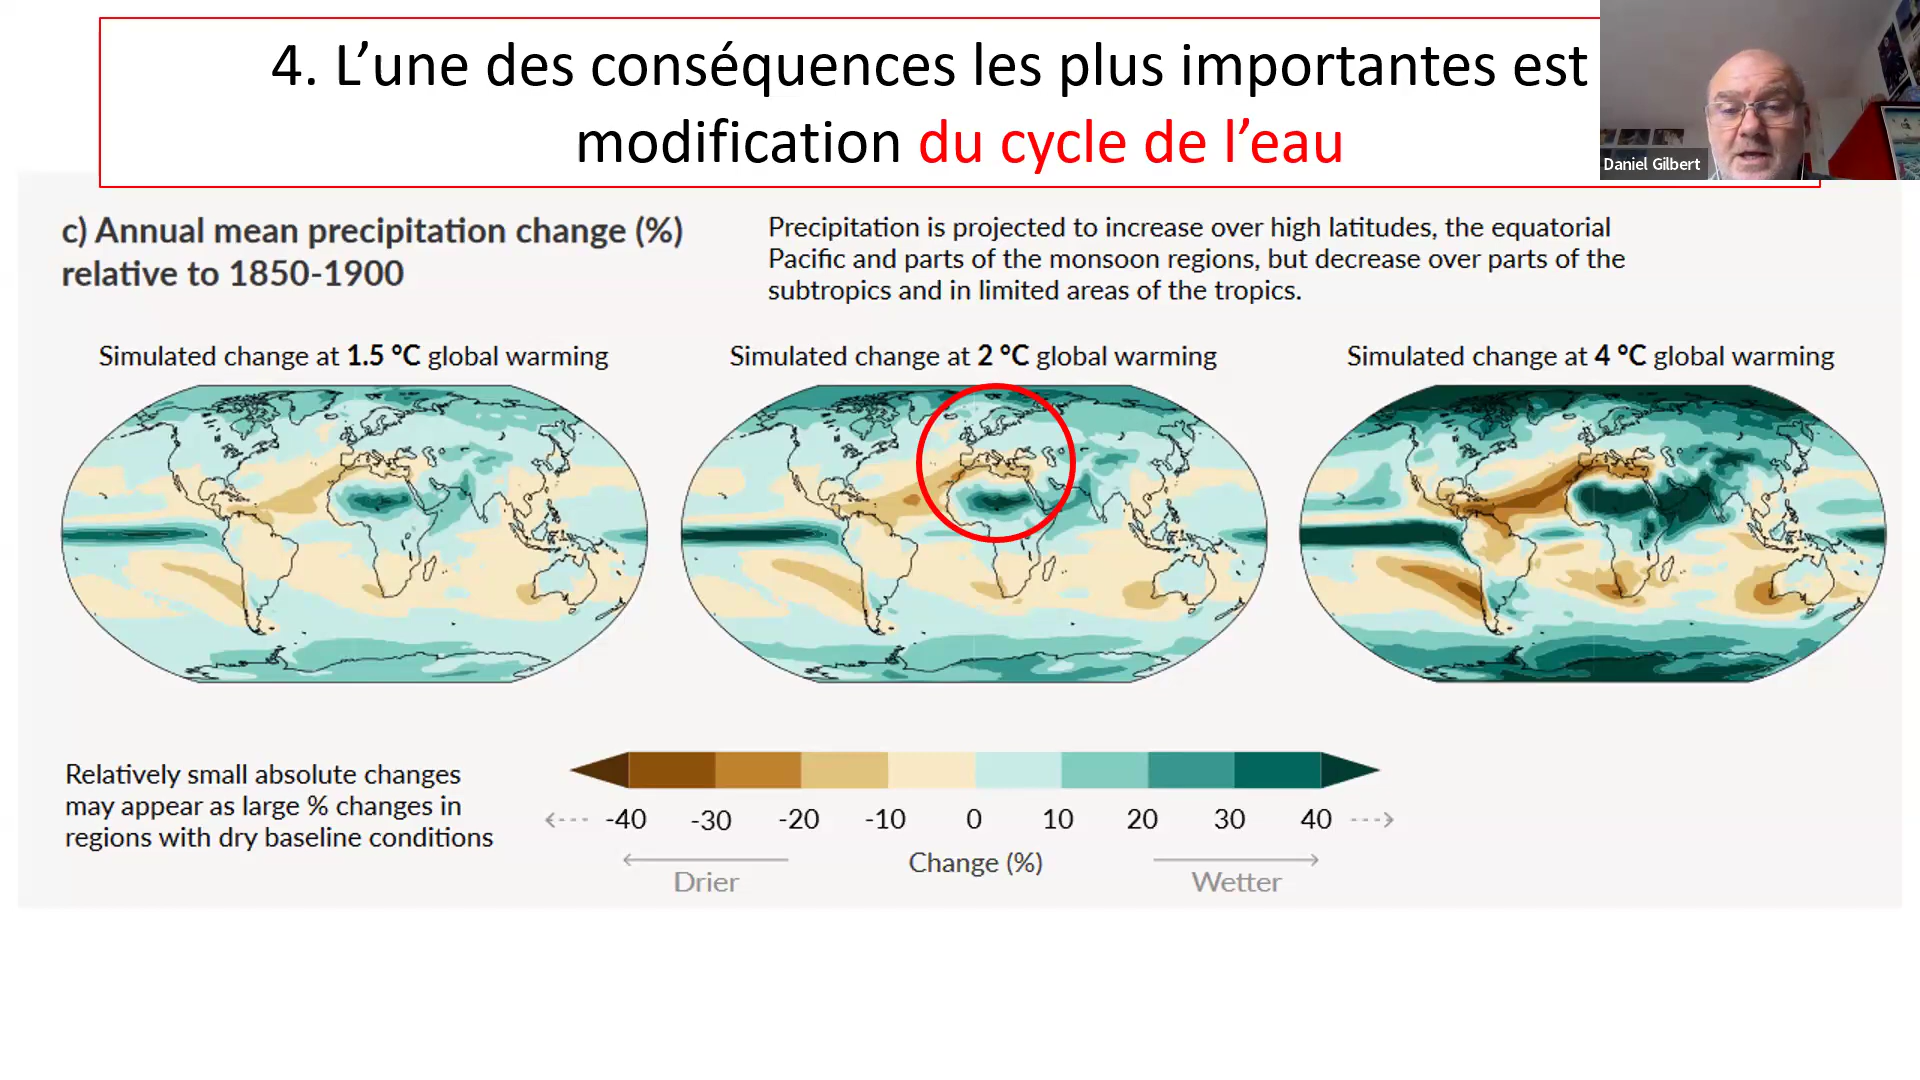 4. L’une des conséquences les plus importantes est
modification du cycle de l’eau
Daniel Gilbert
c) Annual mean precipitation change (%)
relative to 1850-1900
Precipitation is projected to increase over high latitudes, the equatorial
Pacific and parts of the monsoon regions, but decrease over parts of the
subtropics and in limited areas of the tropics.
Simulated change at 1.5 °C global warming
Simulated change at 2 °C global warming
Simulated change at 4 °C global warming
Relatively small absolute changes
may appear as large % changes in
regions with dry baseline conditions
-40 -30 -20 -10 0 10 20 30 40
Change (%)
Drier
Wetter